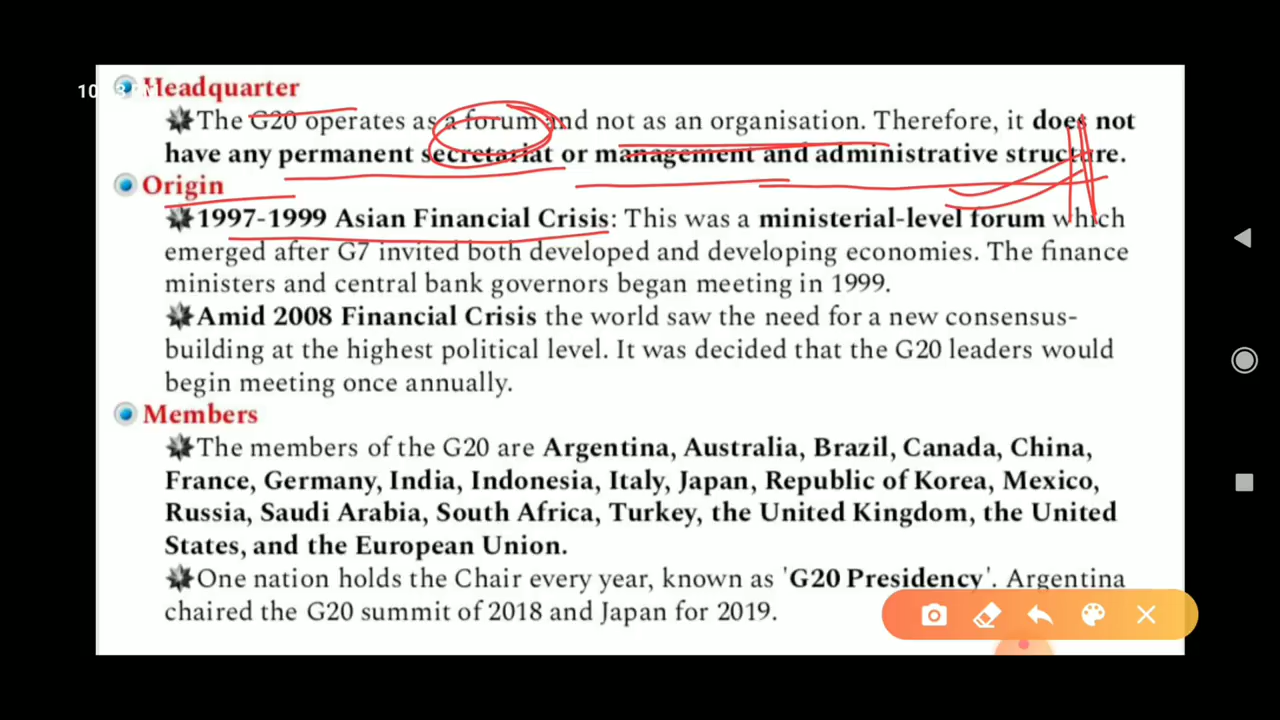 Headquarter
The G20 operates as a forum and not as an organisation. Therefore, it does not
have any permanent secretariat or management and administrative structure.
Origin
1997-1999 Asian Financial Crisis: This was a ministerial-level forum which
emerged after G7 invited both developed and developing economies. The finance
ministers and central bank governors began meeting in 1999.
Amid 2008 Financial Crisis the world saw the need for a new consensus-
building at the highest political level. It was decided that the G20 leaders would
begin meeting once annually.
Members
The members of the G20 are Argentina, Australia, Brazil, Canada, China,
France, Germany, India, Indonesia, Italy, Japan, Republic of Korea, Mexico,
Russia, Saudi Arabia, South Africa, Turkey, the United Kingdom, the United
States, and the European Union.
One nation holds the Chair every year, known as 'G20 Presidency'. Argentina
chaired the G20 summit of 2018 and Japan for 2019.